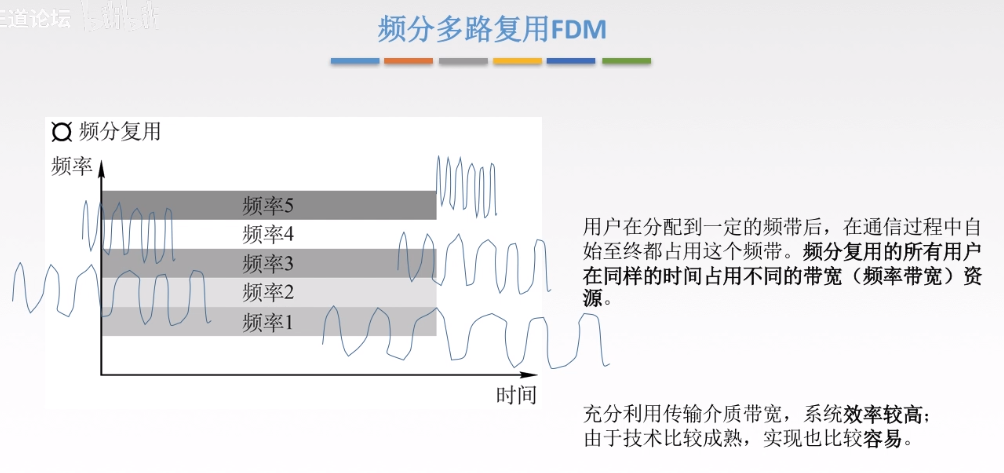 王道论坛
频分多路复用FDM
频分复用
频率
频率5
频率4
频率3
频率2
频率1
时间
用户在分配到一定的频带后，在通信过程中自
始至终都占用这个频带。频分复用的所有用户
在同样的时间占用不同的带宽（频率带宽）资
源。
充分利用传输介质带宽，系统效率较高；
由于技术比较成熟，实现也比较容易。